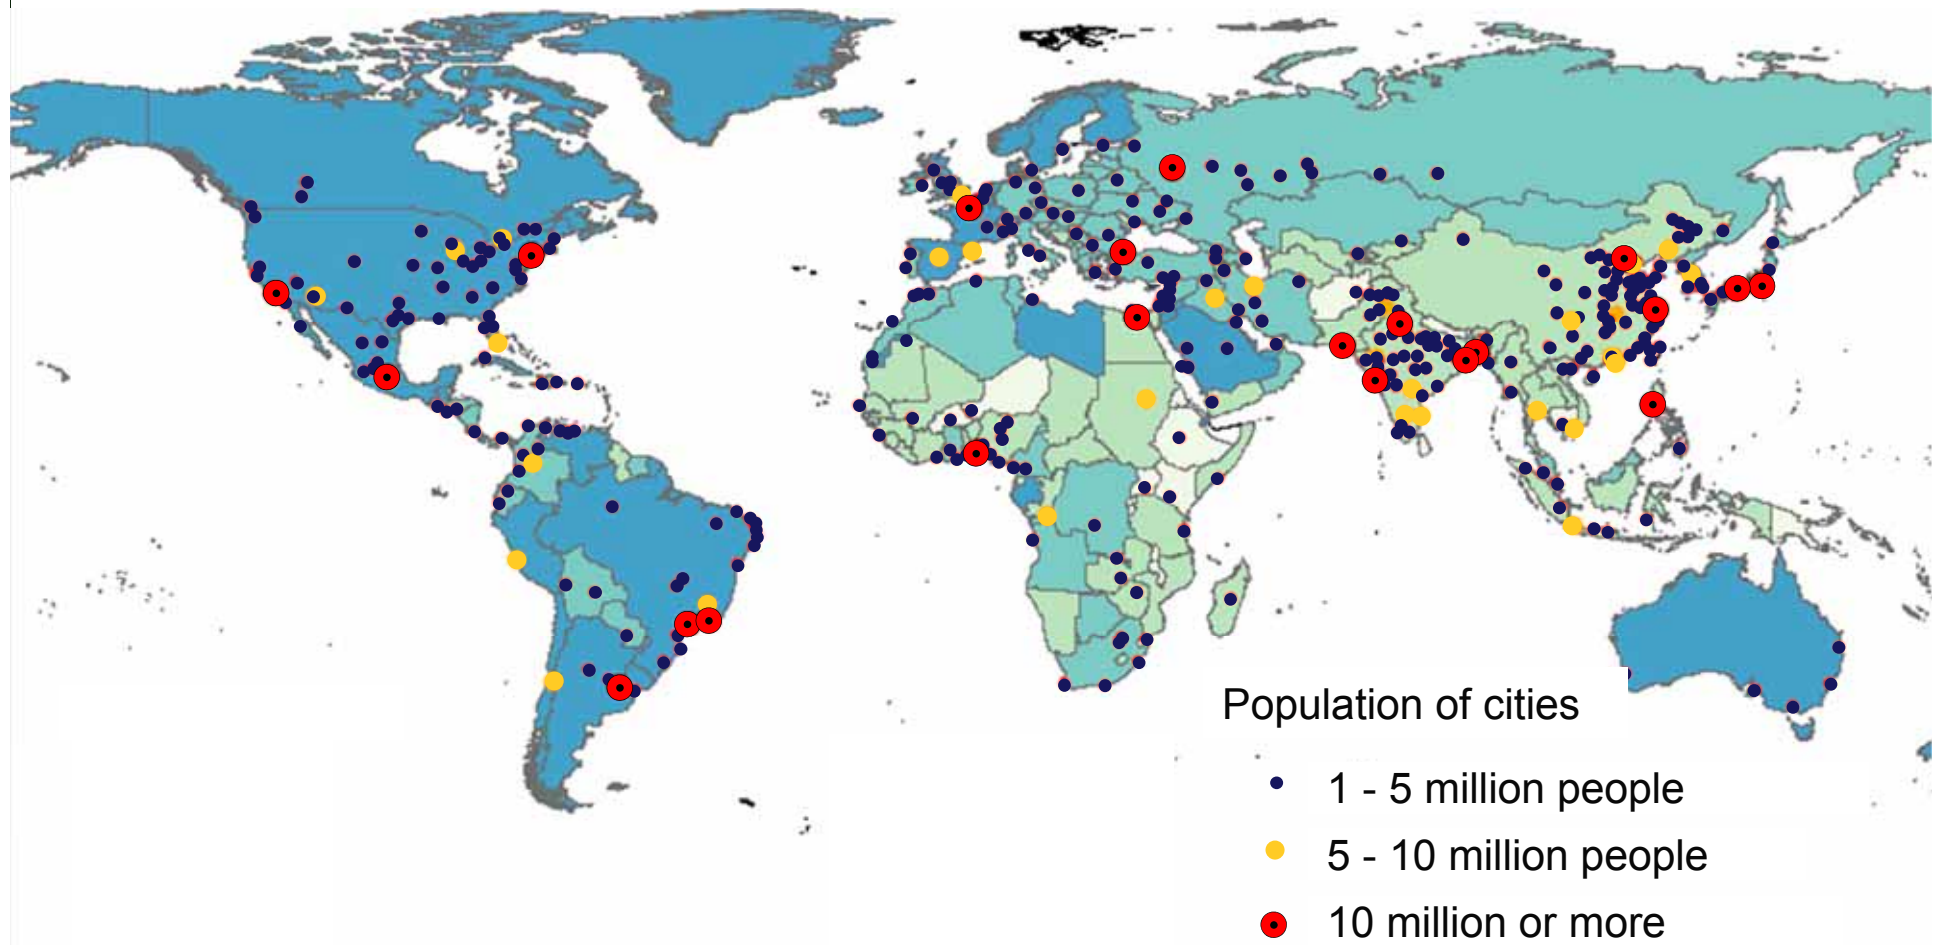 Population of cities
1 - 5 million people
5 - 10 million people
10 million or more